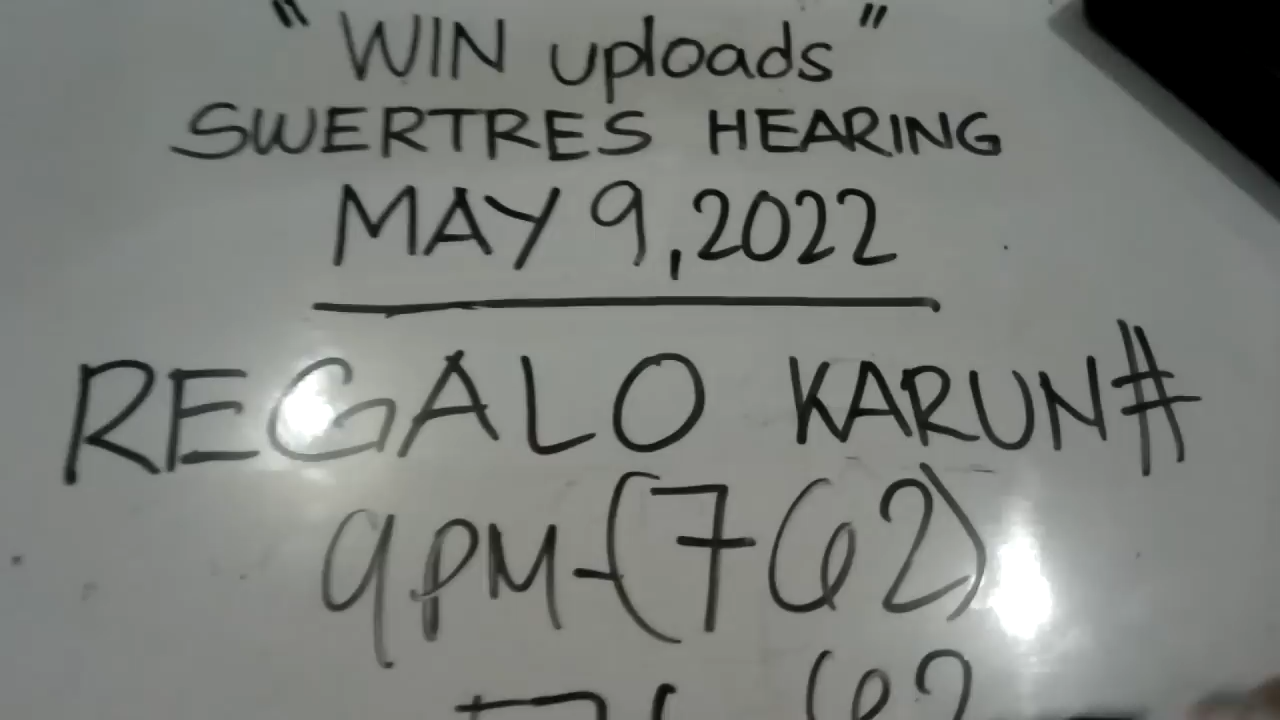 "WIN uploads"
SWERTRES HEARING
MAY 9, 2022
REGALO KARUN#
9PM-(762)